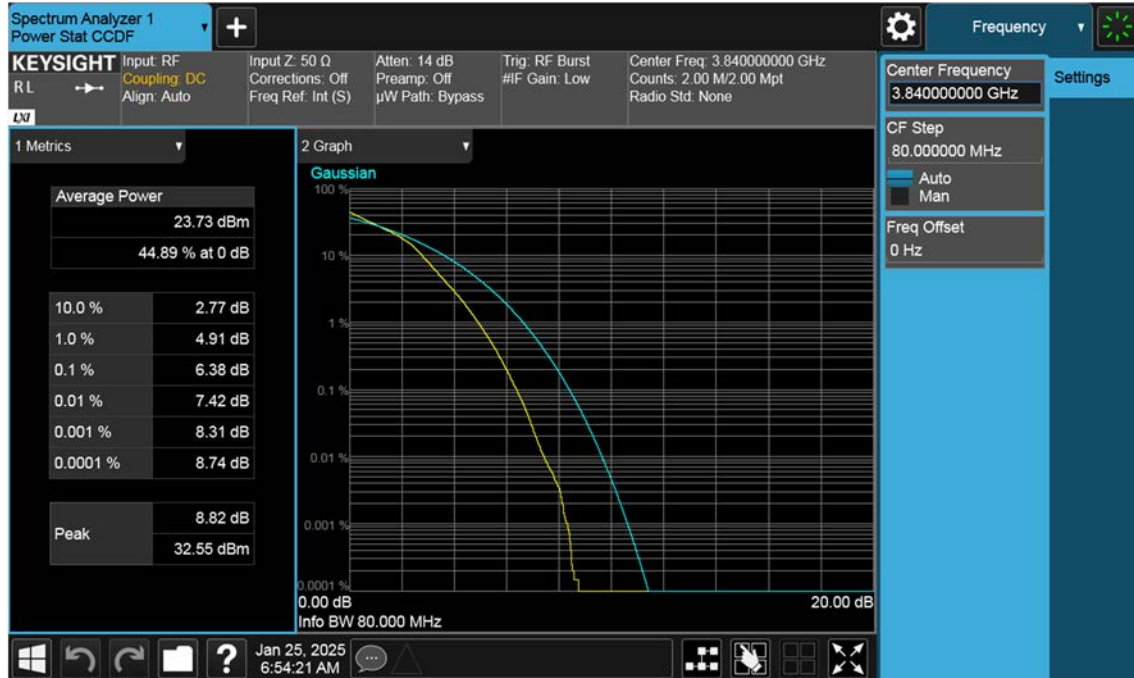 Spectrum Analyzer 1
Power Stat CCDF
Frequency
KEYSIGHT
R L
LXI
Input: RF
Coupling: DC
Align: Auto
Input Z: 50 Ω
Corrections: Off
Freq Ref: Int (S)
Atten: 14 dB
Preamp: Off
µW Path: Bypass
Trig: RF Burst
#IF Gain: Low
Center Freq: 3.840000000 GHz
Counts: 2.00 M/2.00 Mpt
Radio Std: None
Center Frequency
3.840000000 GHz
Settings
CF Step
80.000000 MHz
Auto
Man
Freq Offset
0 Hz
1 Metrics
Average Power
23.73 dBm
44.89 % at 0 dB
10.0 % 2.77 dB
1.0 % 4.91 dB
0.1 % 6.38 dB
0.01 % 7.42 dB
0.001 % 8.31 dB
0.0001 % 8.74 dB
Peak
8.82 dB
32.55 dBm
2 Graph
Gaussian
100 %
10 %
1 %
0.1 %
0.01 %
0.001 %
0.0001 %
0.00 dB 20.00 dB
Info BW 80.000 MHz
?
Jan 25, 2025
6:54:21 AM